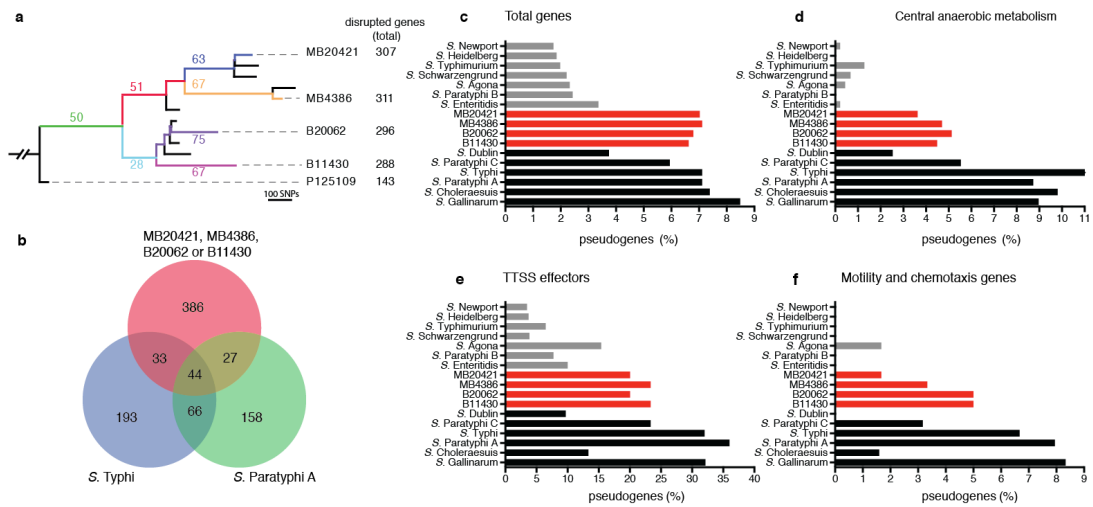 a
disrupted genes
(total)
MB20421 307
63
51
67
MB4386 311
50
B20062 296
75
28
B11430 288
67
P125109 143
100 SNPs
b
MB20421, MB4386,
B20062 or B11430
386
33
27
44
193
66
158
S. Typhi
S. Paratyphi A
c
Total genes
S. Newport
S. Heidelberg
S. Typhimurium
S. Schwarzengrund
S. Agona
S. Paratyphi B
S. Enteritidis
MB20421
MB4386
B20062
B11430
S. Dublin
S. Paratyphi C
S. Typhi
S. Paratyphi A
S. Choleraesuis
S. Gallinarum
0 1 2 3 4 5 6 7 8 9
pseudogenes (%)
d
Central anaerobic metabolism
S. Newport
S. Heidelberg
S. Typhimurium
S. Schwarzengrund
S. Agona
S. Paratyphi B
S. Enteritidis
MB20421
MB4386
B20062
B11430
S. Dublin
S. Paratyphi C
S. Typhi
S. Paratyphi A
S. Choleraesuis
S. Gallinarum
0 1 2 3 4 5 6 7 8 9 10 11
pseudogenes (%)
e
TTSS effectors
S. Newport
S. Heidelberg
S. Typhimurium
S. Schwarzengrund
S. Agona
S. Paratyphi B
S. Enteritidis
MB20421
MB4386
B20062
B11430
S. Dublin
S. Paratyphi C
S. Typhi
S. Paratyphi A
S. Choleraesuis
S. Gallinarum
0 5 10 15 20 25 30 35 40
pseudogenes (%)
f
Motility and chemotaxis genes
S. Newport
S. Heidelberg
S. Typhimurium
S. Schwarzengrund
S. Agona
S. Paratyphi B
S. Enteritidis
MB20421
MB4386
B20062
B11430
S. Dublin
S. Paratyphi C
S. Typhi
S. Paratyphi A
S. Choleraesuis
S. Gallinarum
0 1 2 3 4 5 6 7 8 9
pseudogenes (%)